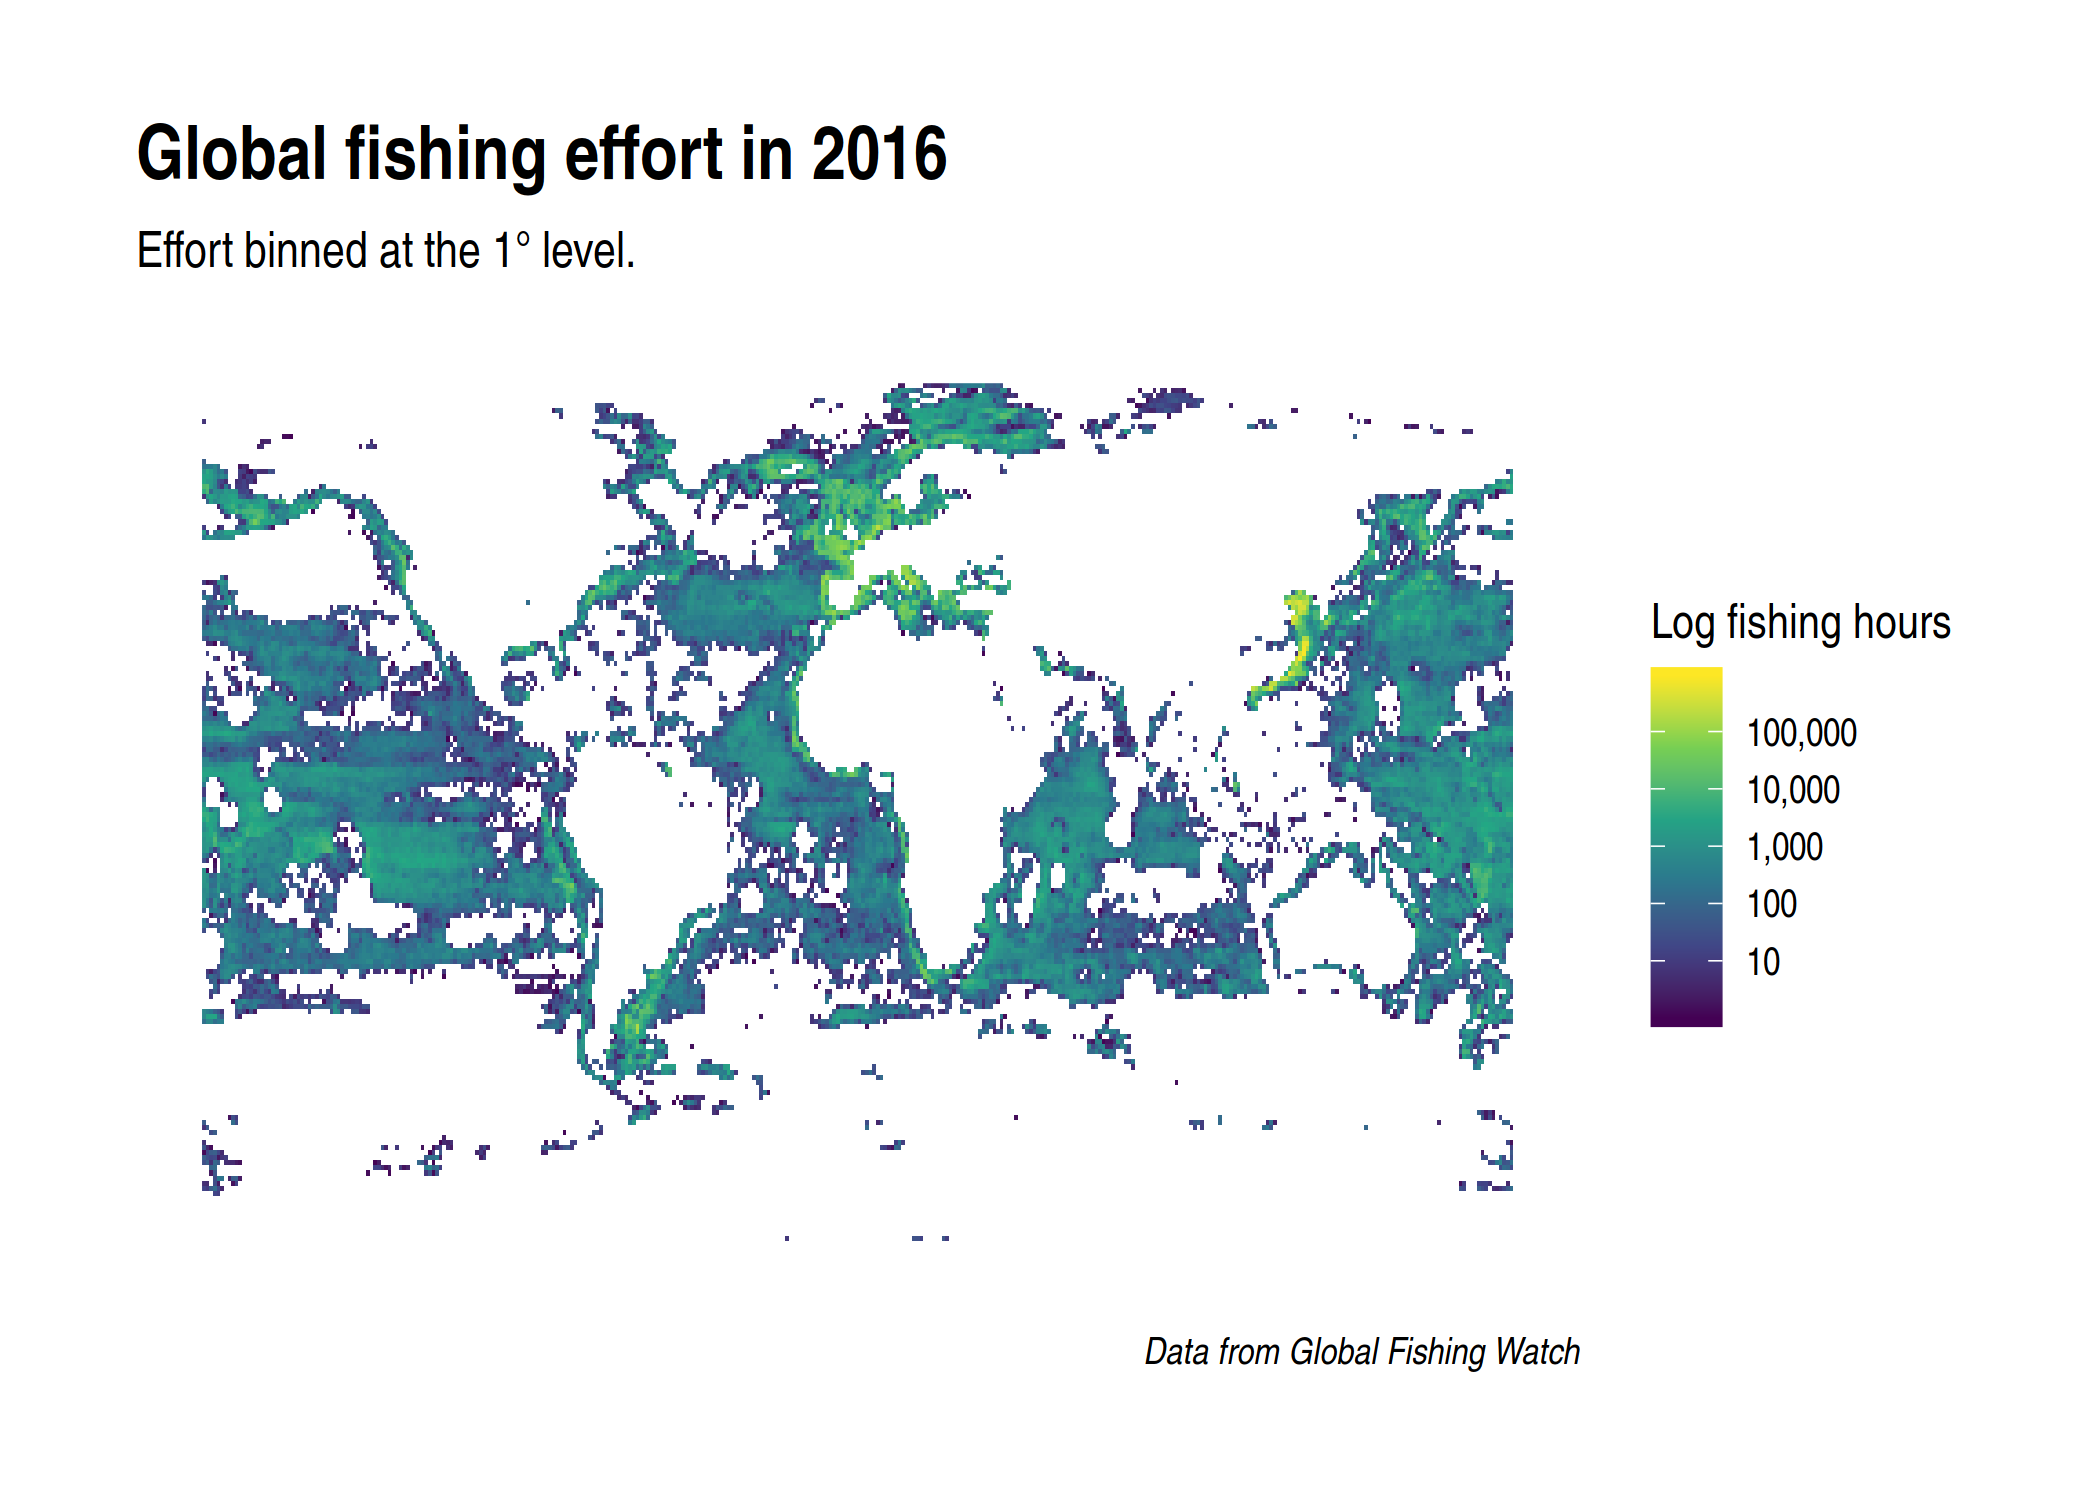 Global fishing effort in 2016
Effort binned at the 1° level.
Log fishing hours
100,000
10,000
1,000
100
10
Data from Global Fishing Watch